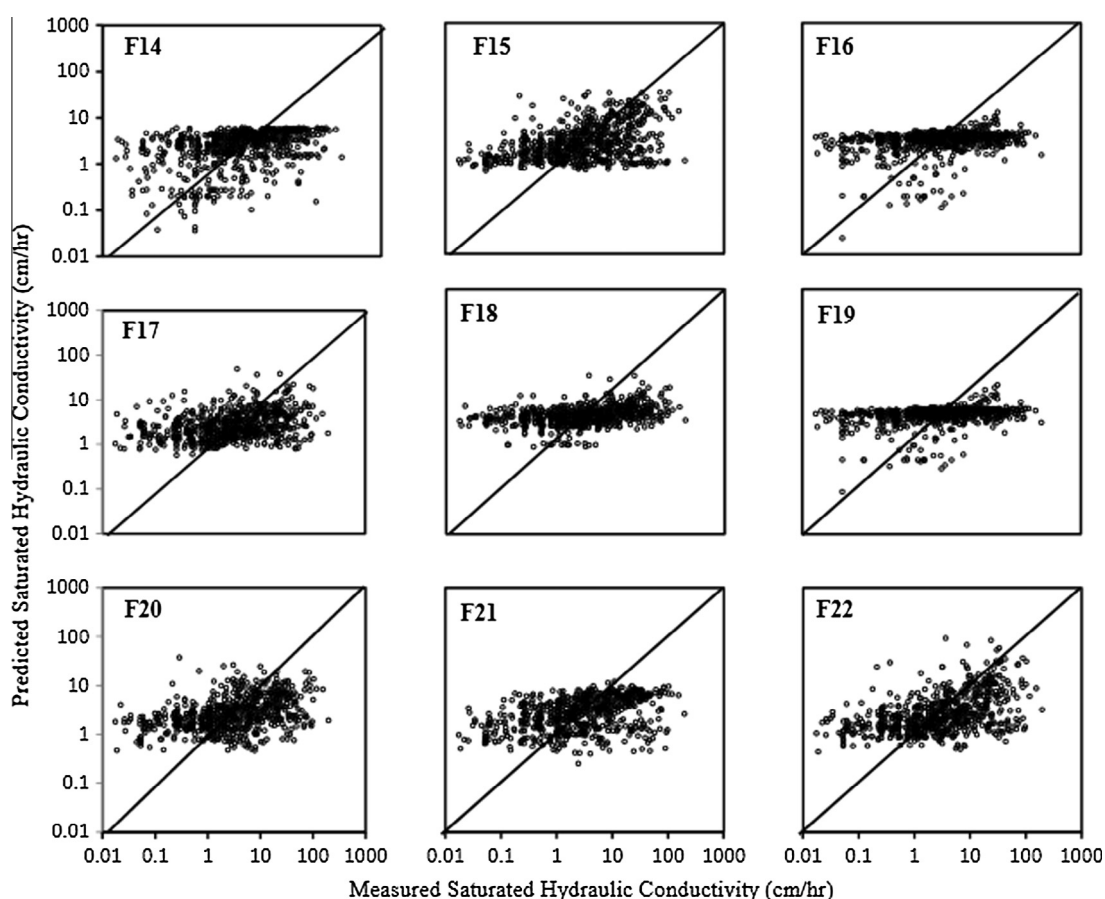 Predicted Saturated Hydraulic Conductivity (cm/hr)
1000
100
10
1
0.1
0.01
F14
F15
F16
1000
100
10
1
0.1
0.01
F17
F18
F19
1000
100
10
1
0.1
0.01
F20
F21
F22
0.01 0.1 1 10 100 1000
0.01 0.1 1 10 100 1000
0.01 0.1 1 10 100 1000
Measured Saturated Hydraulic Conductivity (cm/hr)